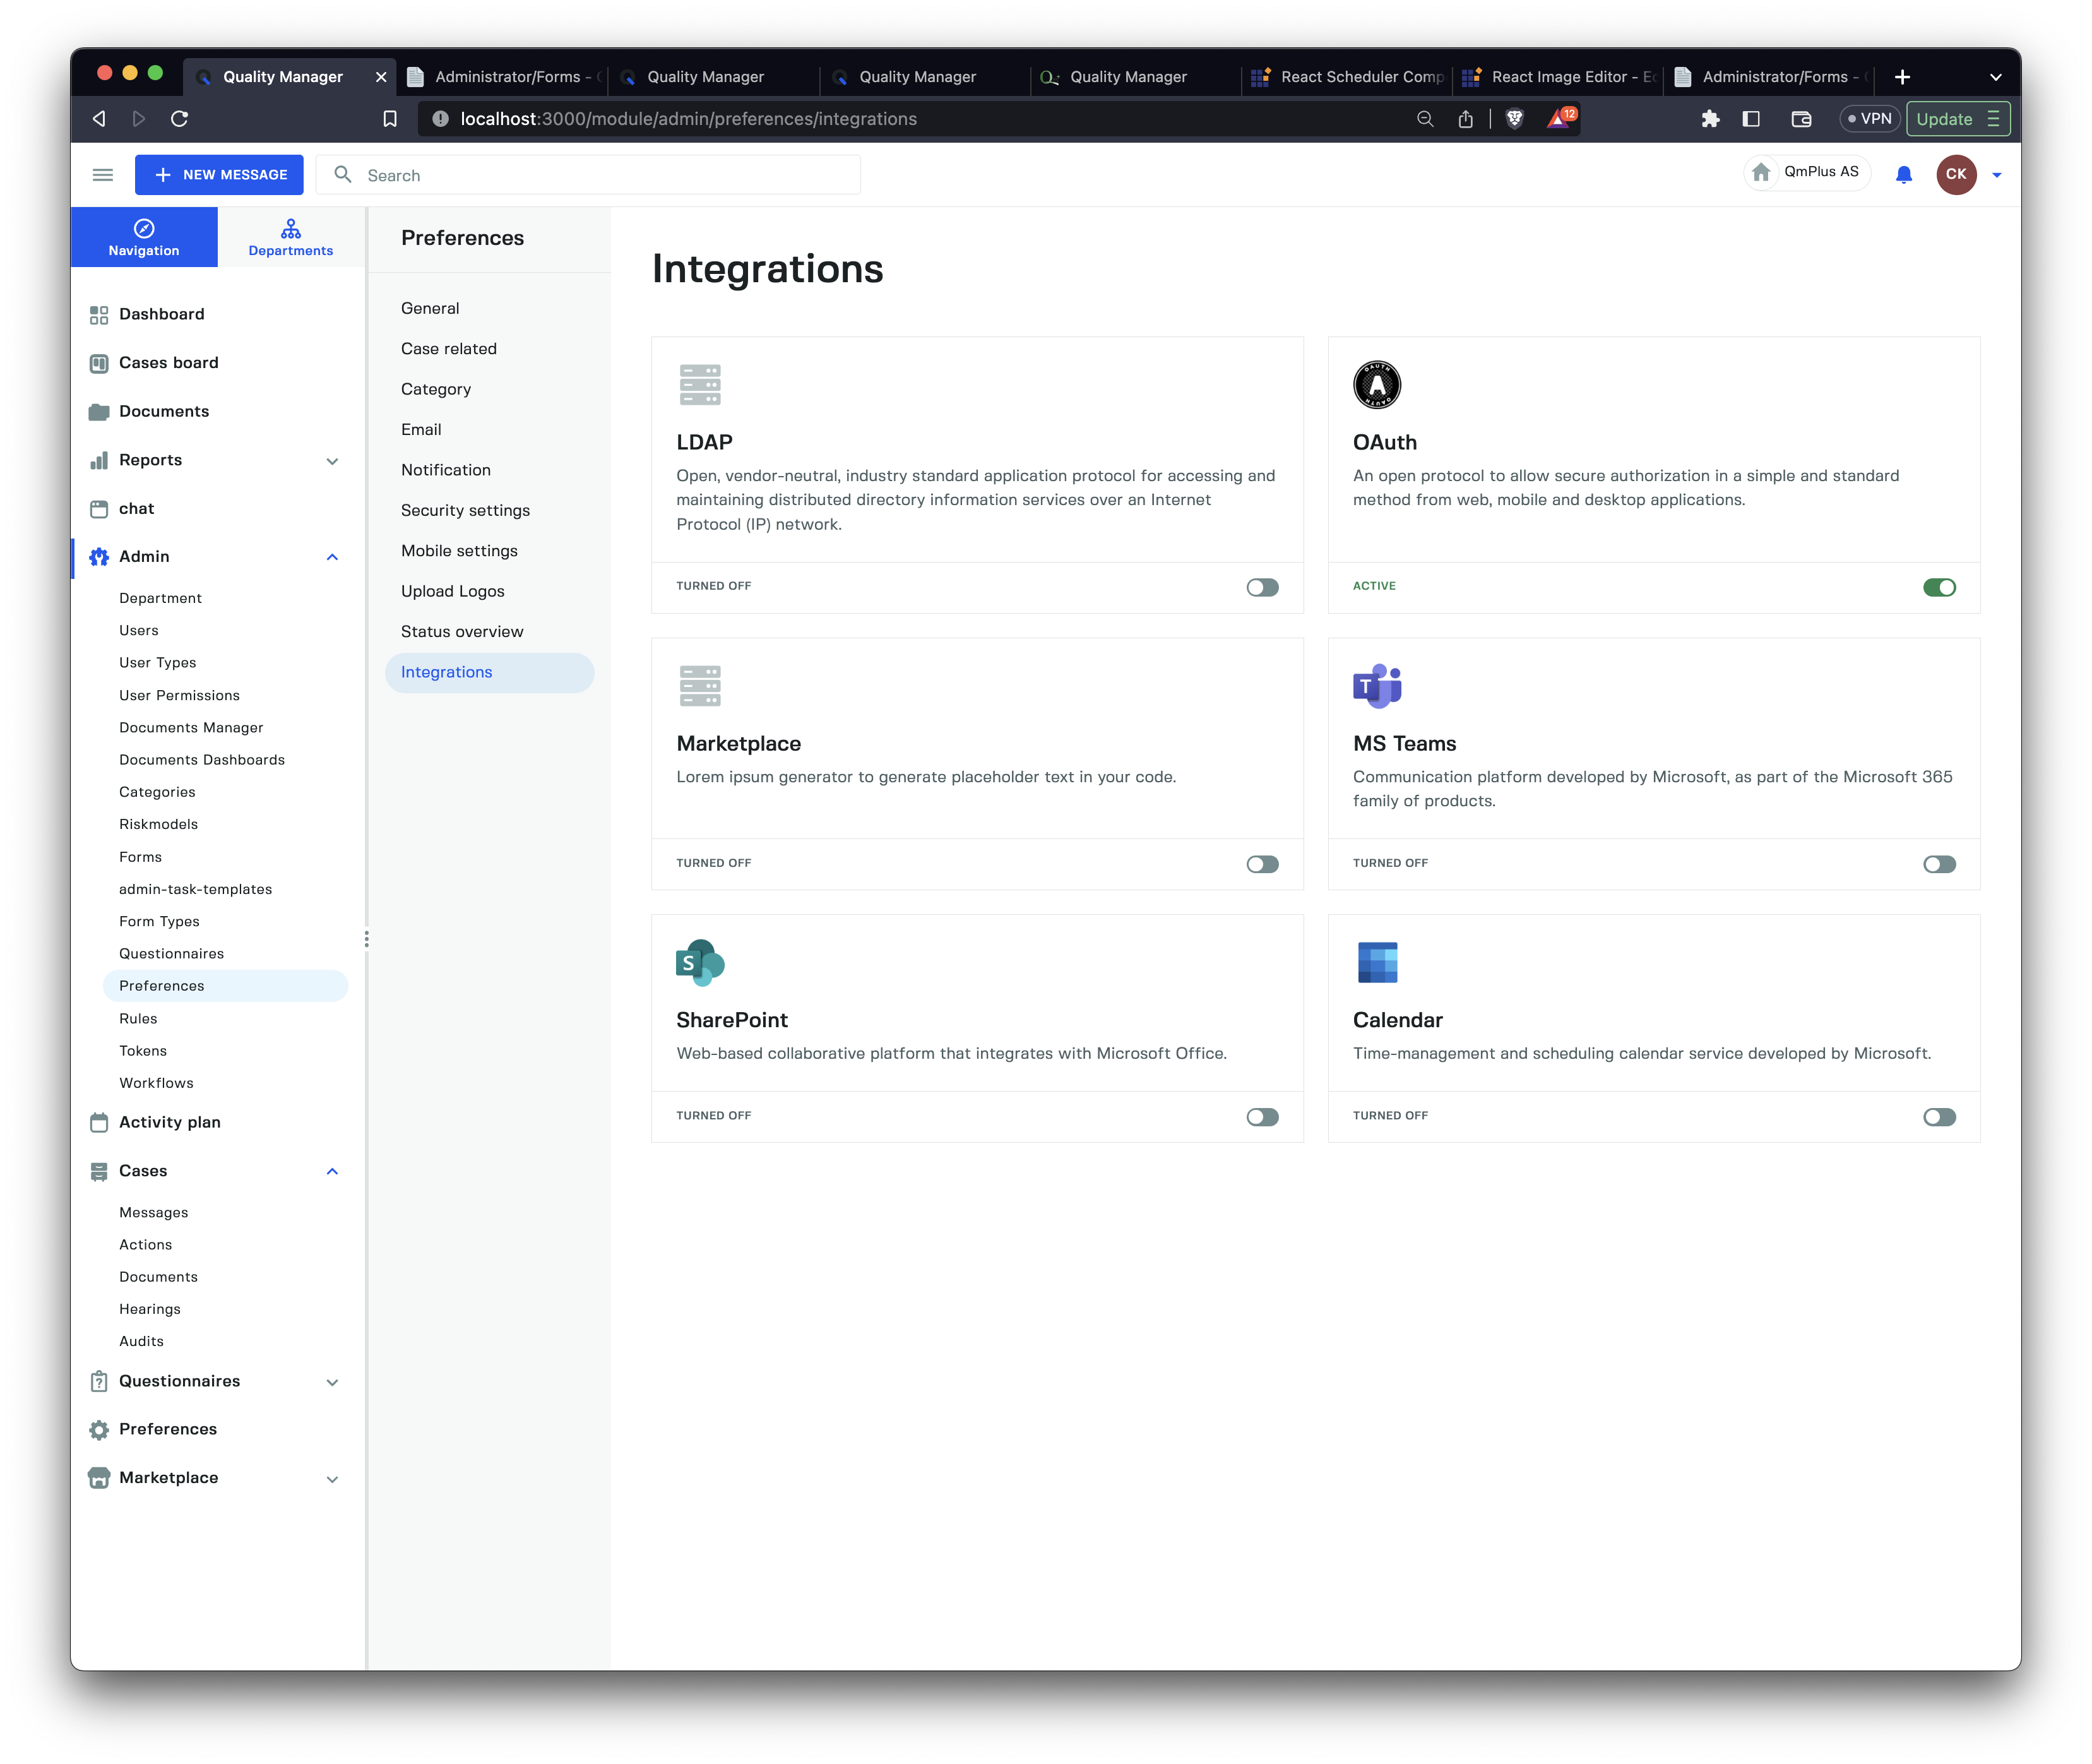 Quality Manager
Administrator/Forms -
Quality Manager
Quality Manager
Quality Manager
React Scheduler Comp
React Image Editor - Ec
Administrator/Forms -
localhost:3000/module/admin/preferences/integrations
12
VPN
Update
NEW MESSAGE
Search
QmPlus AS
CK
Navigation
Departments
Dashboard
Cases board
Documents
Reports
chat
Admin
Department
Users
User Types
User Permissions
Documents Manager
Documents Dashboards
Categories
Riskmodels
Forms
admin-task-templates
Form Types
Questionnaires
Preferences
Rules
Tokens
Workflows
Activity plan
Cases
Messages
Actions
Documents
Hearings
Audits
Questionnaires
Preferences
Marketplace
Preferences
General
Case related
Category
Email
Notification
Security settings
Mobile settings
Upload Logos
Status overview
Integrations
Integrations
LDAP
Open, vendor-neutral, industry standard application protocol for accessing and
maintaining distributed directory information services over an Internet
Protocol (IP) network.
TURNED OFF
OAUTH
A
OAUTH
OAuth
An open protocol to allow secure authorization in a simple and standard
method from web, mobile and desktop applications.
ACTIVE
Marketplace
Lorem ipsum generator to generate placeholder text in your code.
TURNED OFF
T
MS Teams
Communication platform developed by Microsoft, as part of the Microsoft 365
family of products.
TURNED OFF
S
SharePoint
Web-based collaborative platform that integrates with Microsoft Office.
TURNED OFF
Calendar
Time-management and scheduling calendar service developed by Microsoft.
TURNED OFF